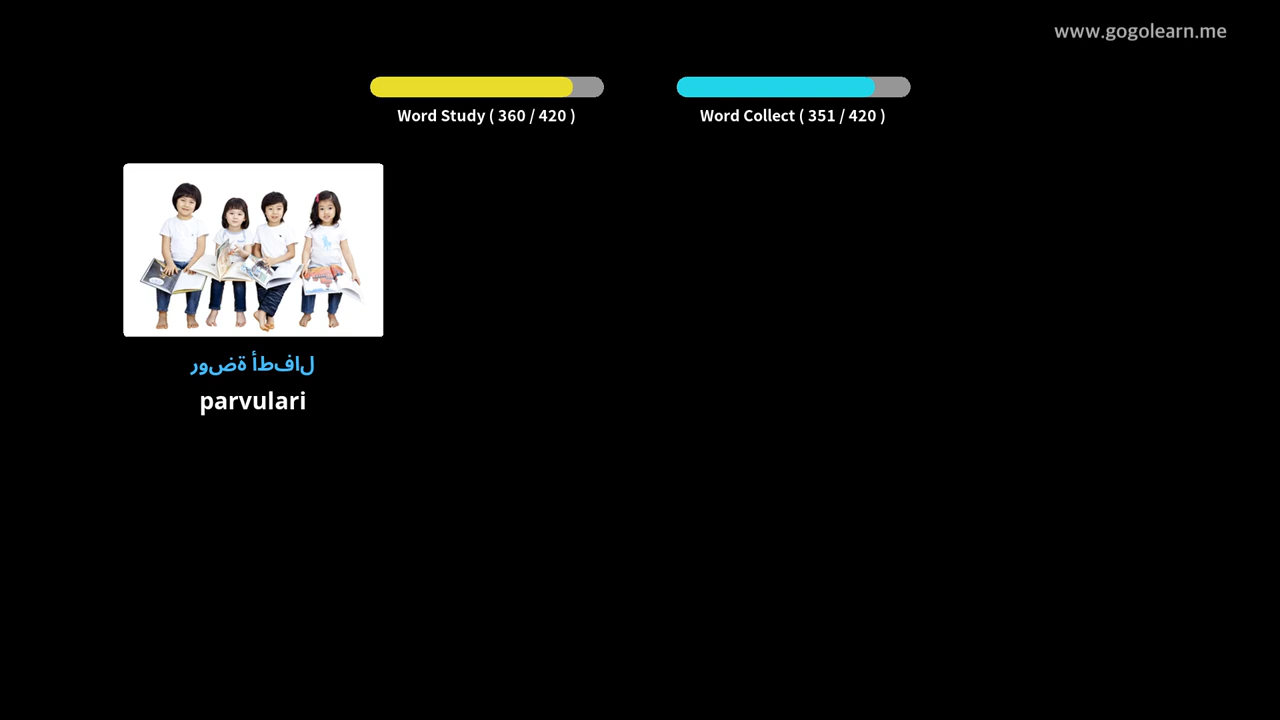 www.gogolearn.me
Word Study ( 360 / 420 )
Word Collect ( 351 / 420 )
روضة أطفال
parvulari